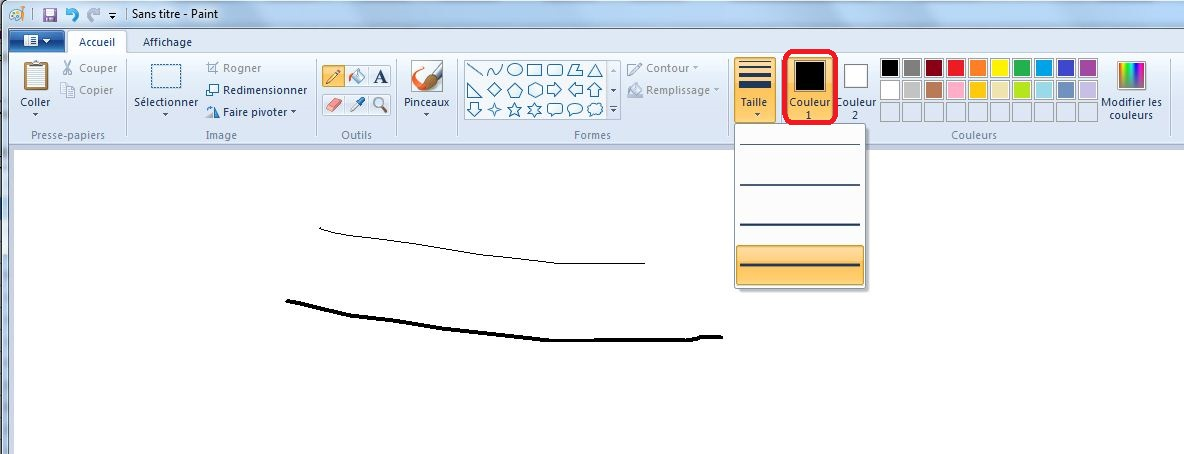 Sans titre - Paint
Accueil Affichage
Coller
Couper
Copier
Presse-papiers
Sélectionner
Rogner
Redimensionner
Faire pivoter
Image
A
Outils
Pinceaux
Contour
Remplissage
Formes
Taille
Couleur
1
Couleur
2
Modifier les
couleurs
Couleurs